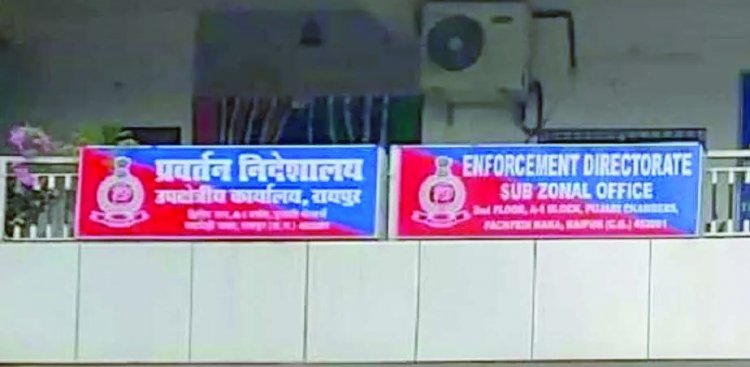 प्रवर्तन निदेशालय
उपक्षेत्रीय कार्यालय, रायपुर
ENFORCEMENT DIRECTORATE
SUB ZONAL OFFICE
2nd FLOOR, A-1 BLOCK, PUJARI CHAMBERS,
PACHPEDI NAKA, RAIPUR (C.G.) 492001